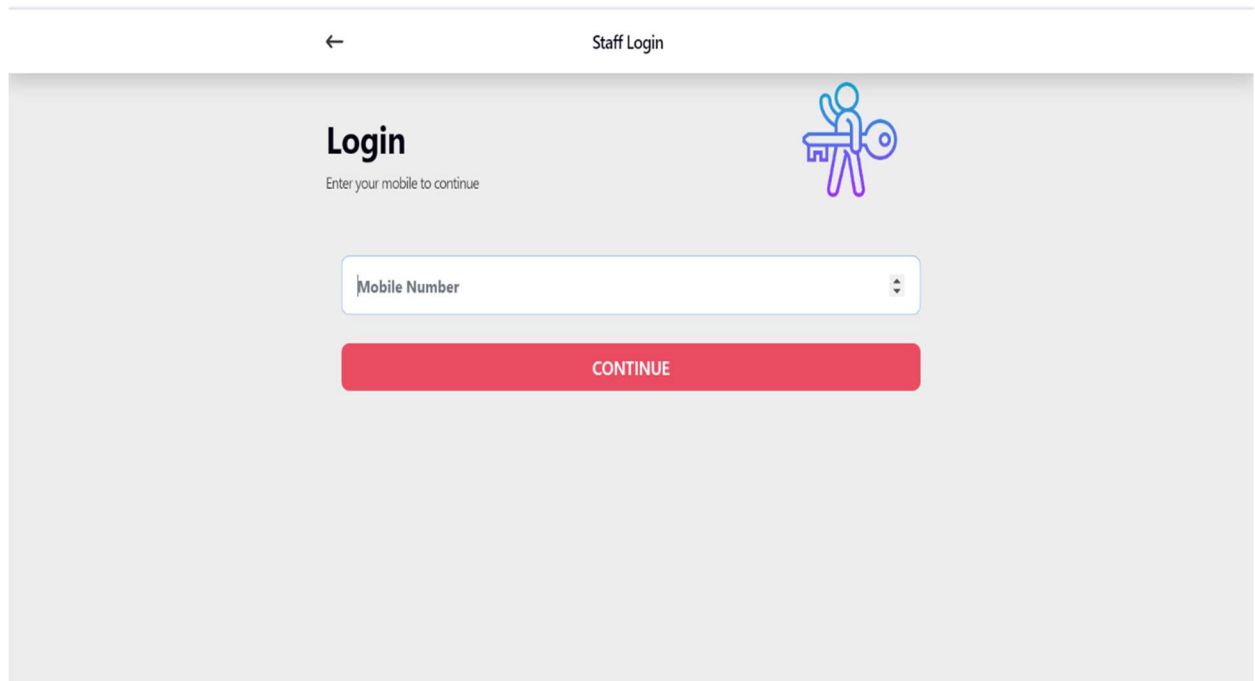 Staff Login
Login
Enter your mobile to continue
Mobile Number
CONTINUE